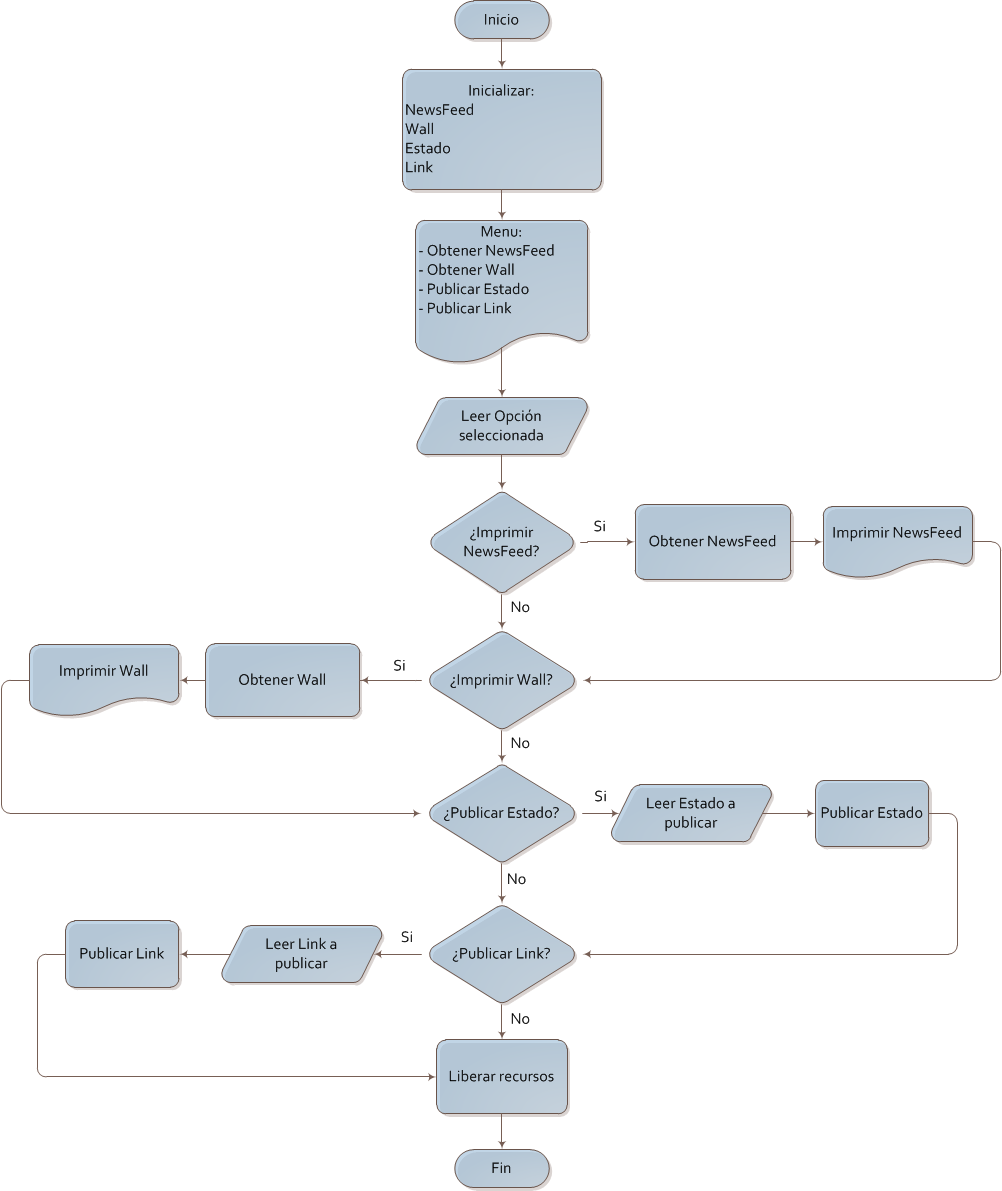 Inicio
Inicializar:
NewsFeed
Wall
Estado
Link
Menu:
- Obtener NewsFeed
- Obtener Wall
- Publicar Estado
- Publicar Link
Leer Opción
seleccionada
¿Imprimir
NewsFeed?
Si
Obtener NewsFeed
Imprimir NewsFeed
No
Imprimir Wall
Obtener Wall
Si
¿Imprimir Wall?
No
¿Publicar Estado?
Si
Leer Estado a
publicar
Publicar Estado
No
Publicar Link
Leer Link a
publicar
Si
¿Publicar Link?
No
Liberar recursos
Fin